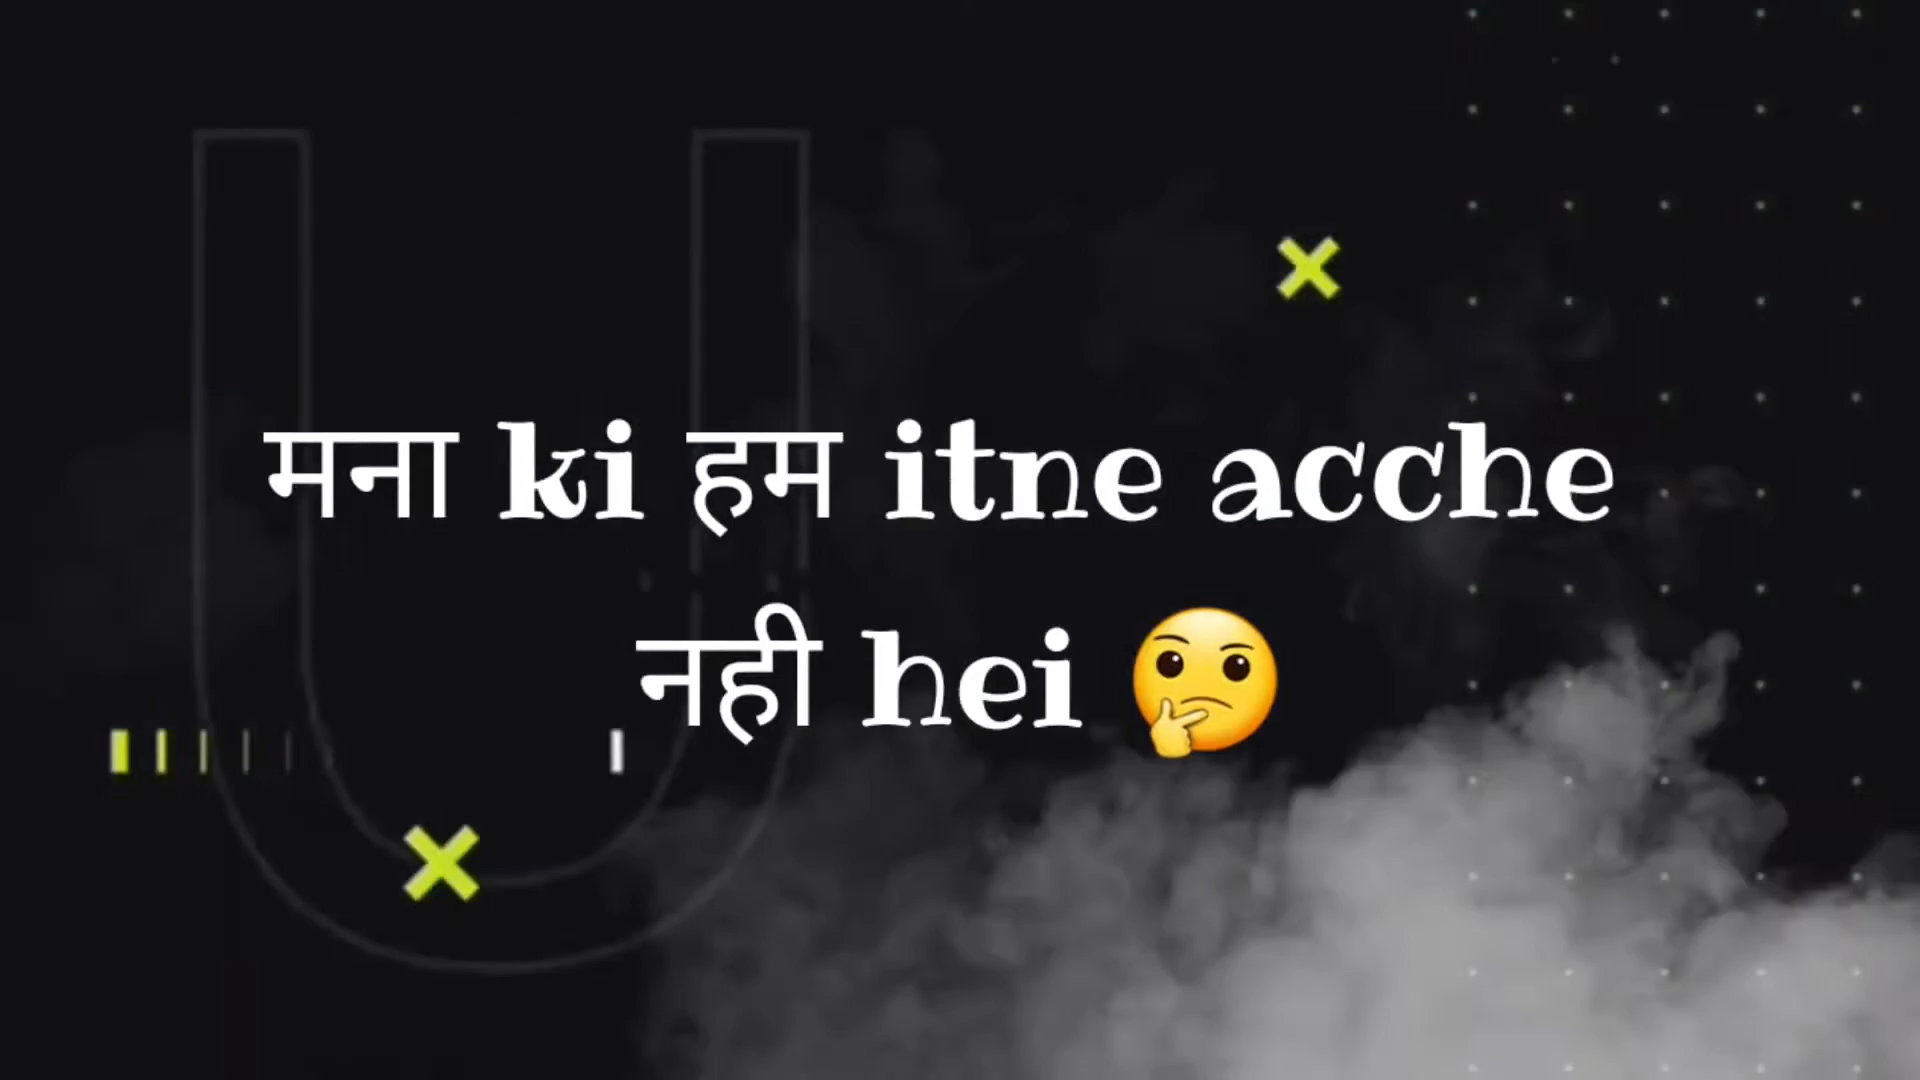 मना ki हम itne acche
नही hei 🤔